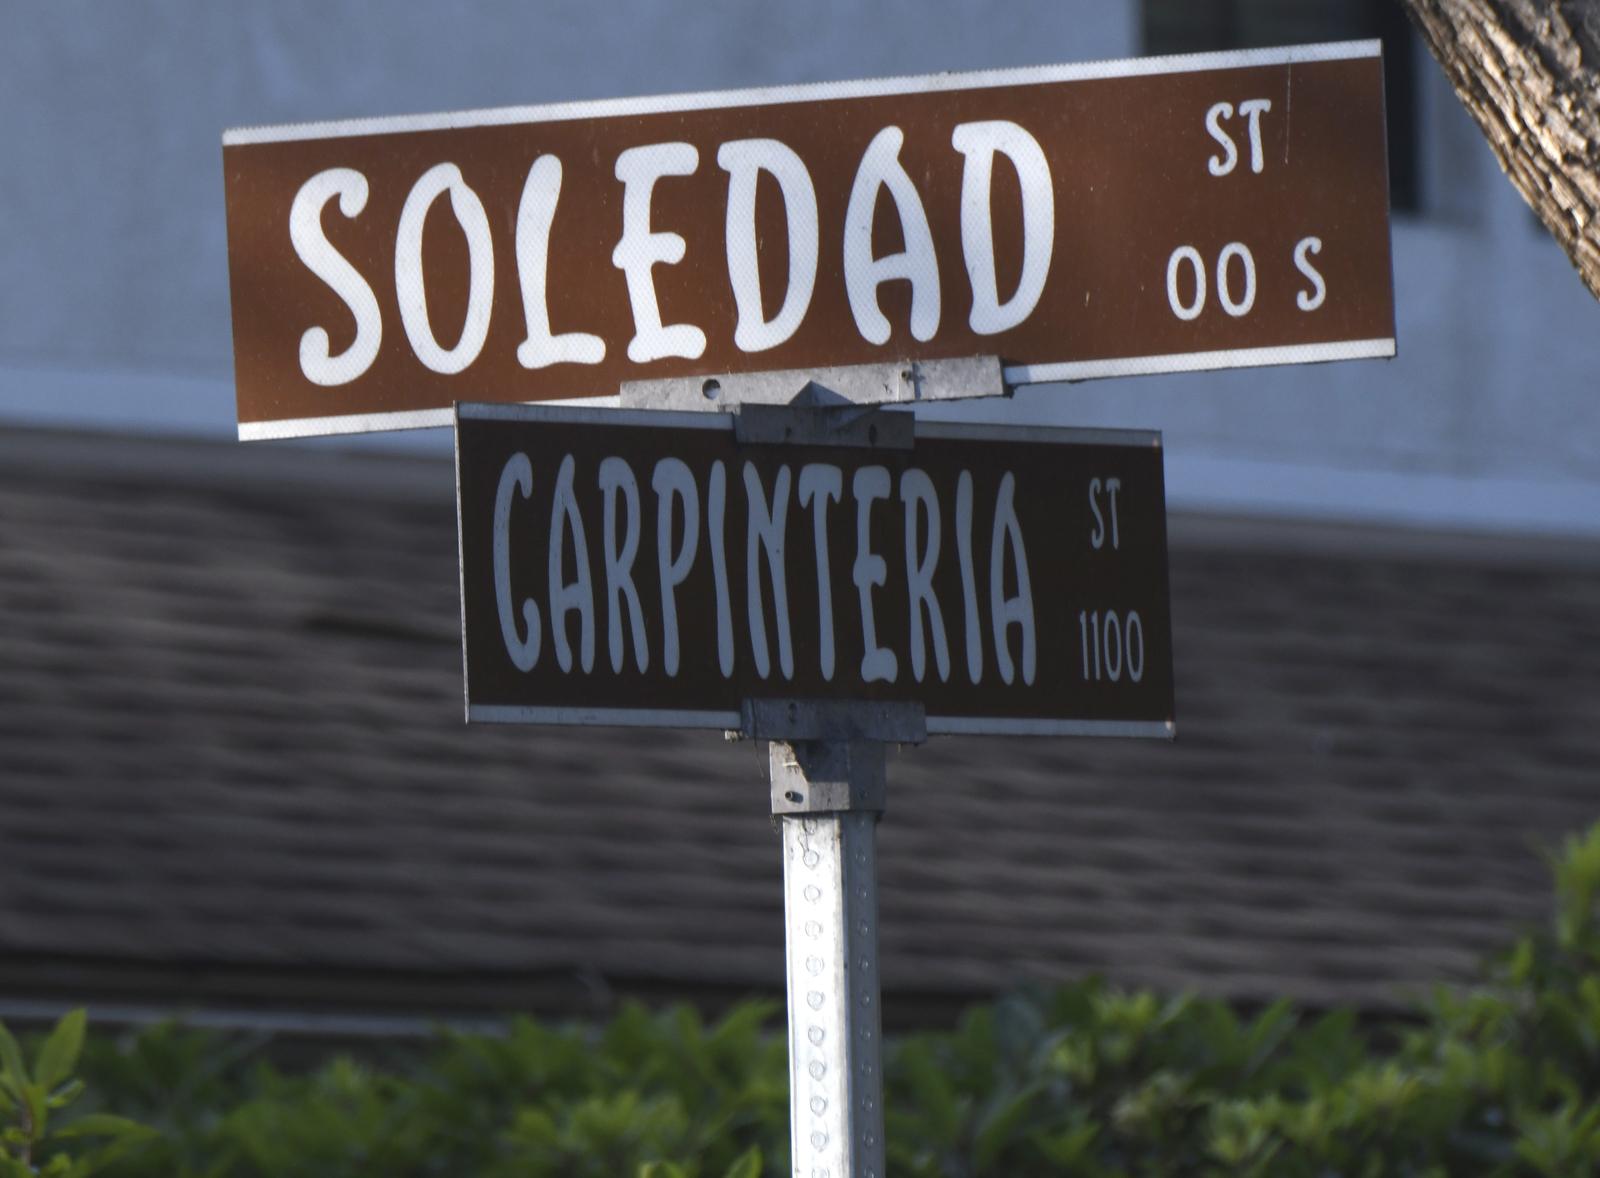 SOLEDAD ST
00 S
CARPINTERIA ST
1100